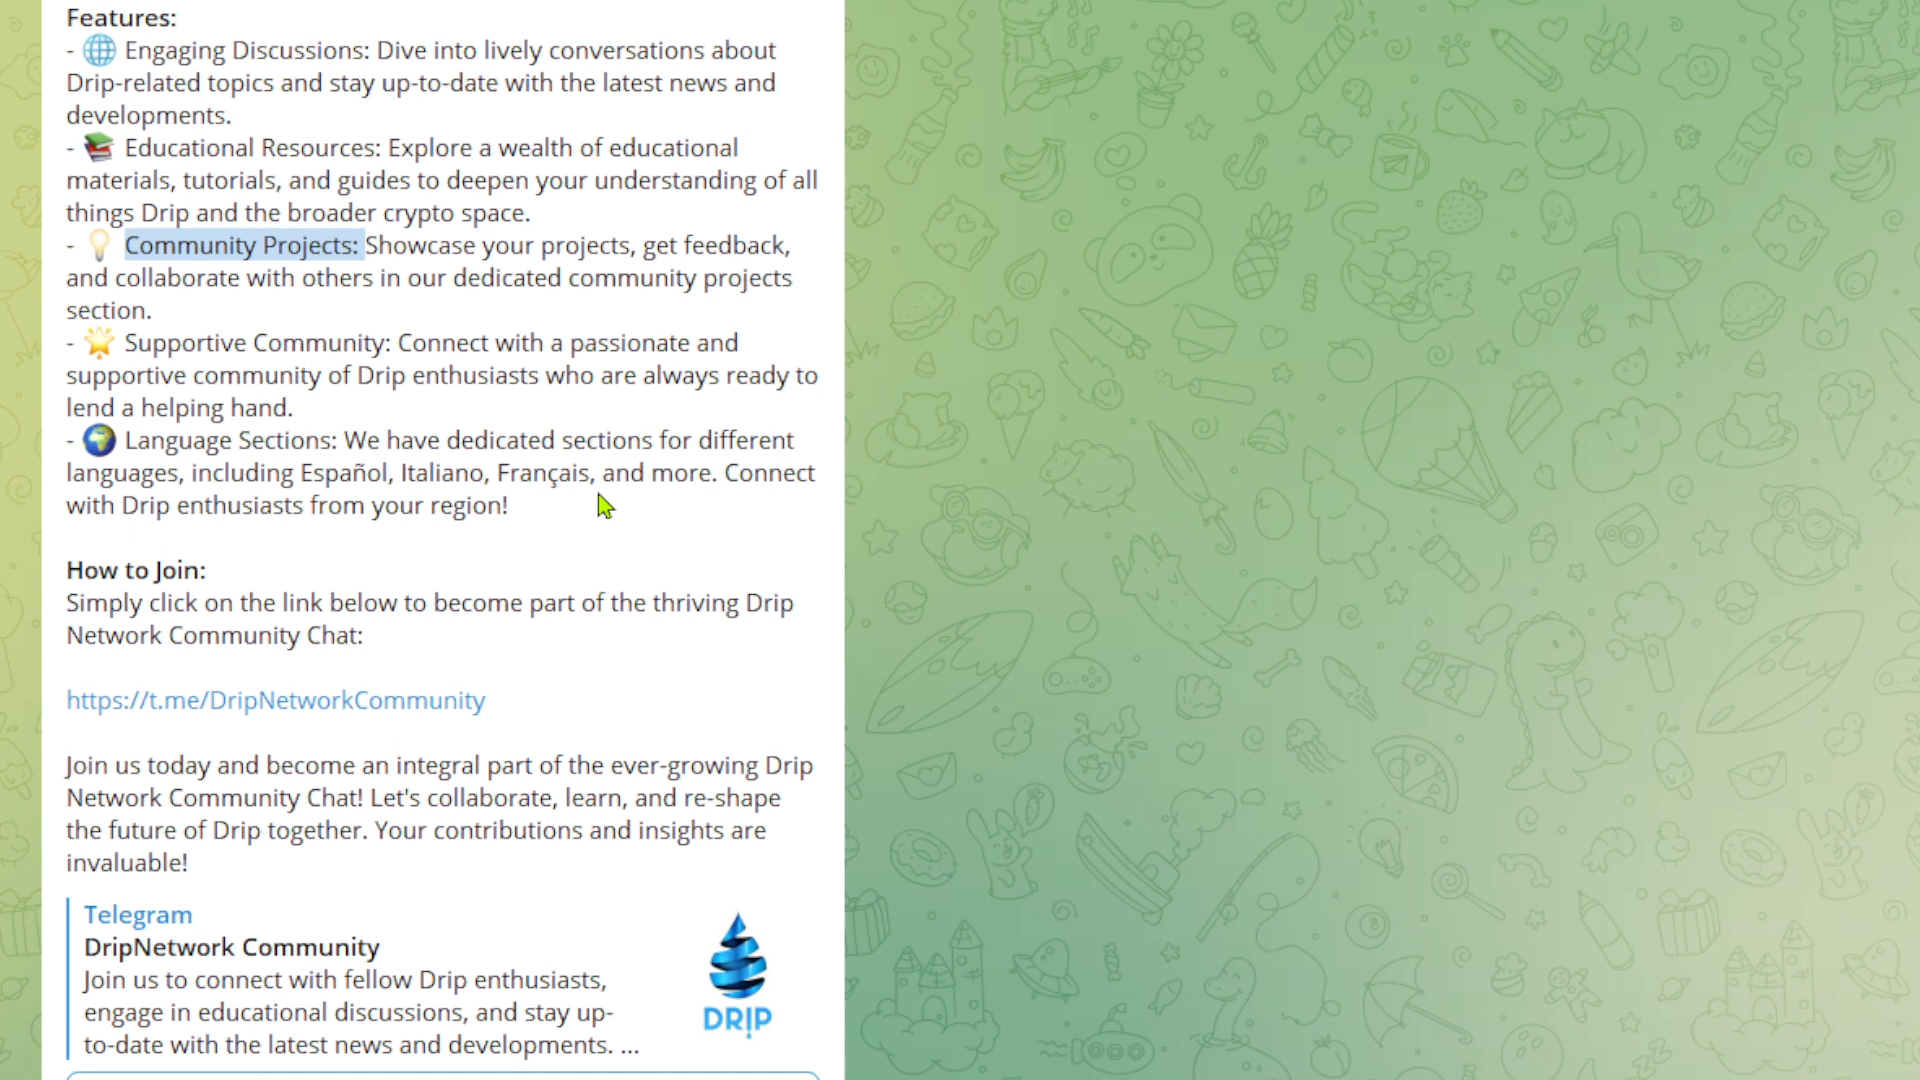 Features:
- 🌐 Engaging Discussions: Dive into lively conversations about
Drip-related topics and stay up-to-date with the latest news and
developments.
- 📚 Educational Resources: Explore a wealth of educational
materials, tutorials, and guides to deepen your understanding of all
things Drip and the broader crypto space.
- 💡 Community Projects: Showcase your projects, get feedback,
and collaborate with others in our dedicated community projects
section.
- 🌟 Supportive Community: Connect with a passionate and
supportive community of Drip enthusiasts who are always ready to
lend a helping hand.
- 🌍 Language Sections: We have dedicated sections for different
languages, including Español, Italiano, Français, and more. Connect
with Drip enthusiasts from your region!
How to Join:
Simply click on the link below to become part of the thriving Drip
Network Community Chat:
https://t.me/DripNetworkCommunity
Join us today and become an integral part of the ever-growing Drip
Network Community Chat! Let's collaborate, learn, and re-shape
the future of Drip together. Your contributions and insights are
invaluable!
Telegram
DripNetwork Community
Join us to connect with fellow Drip enthusiasts,
engage in educational discussions, and stay up-
to-date with the latest news and developments. ...
DRIP